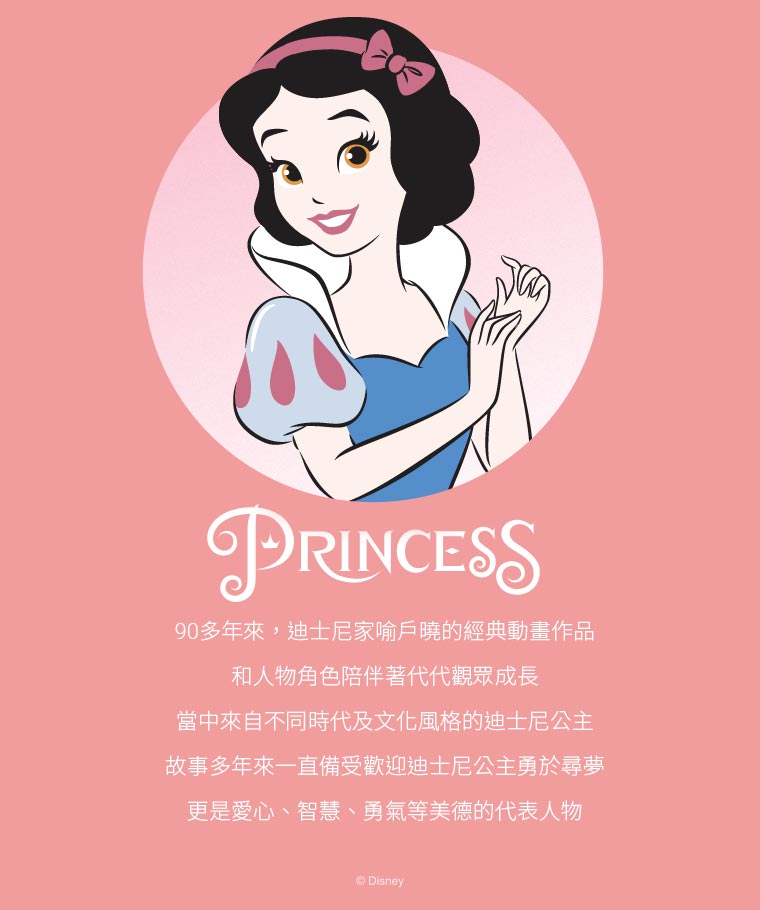 PRINCESS
90多年來，迪士尼家喻戶曉的經典動畫作品
和人物角色陪伴著代代觀眾成長
當中來自不同時代及文化風格的迪士尼公主
故事多年來一直備受歡迎迪士尼公主勇於尋夢
更是愛心、智慧、勇氣等美德的代表人物
© Disney